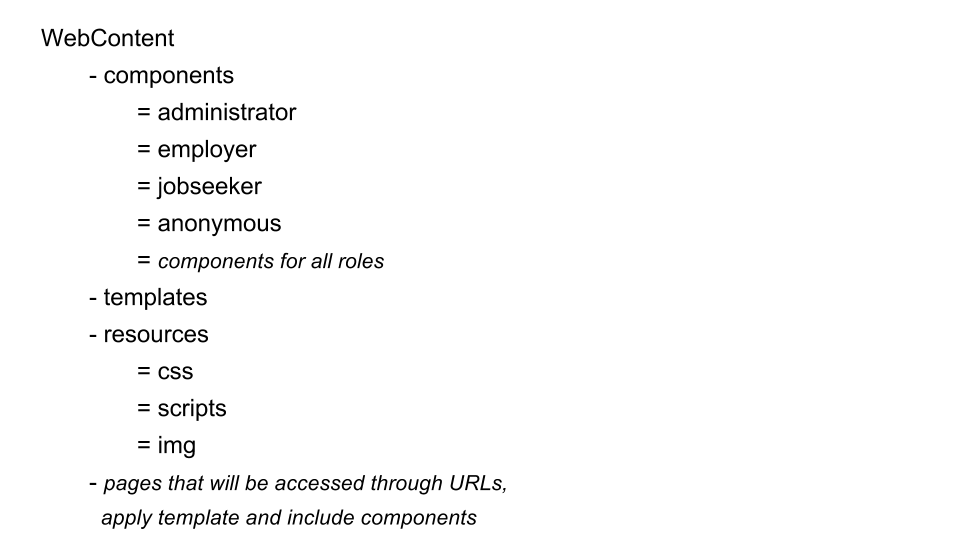 WebContent
- components
= administrator
= employer
= jobseeker
= anonymous
= components for all roles
- templates
- resources
= css
= scripts
= img
- pages that will be accessed through URLs,
apply template and include components